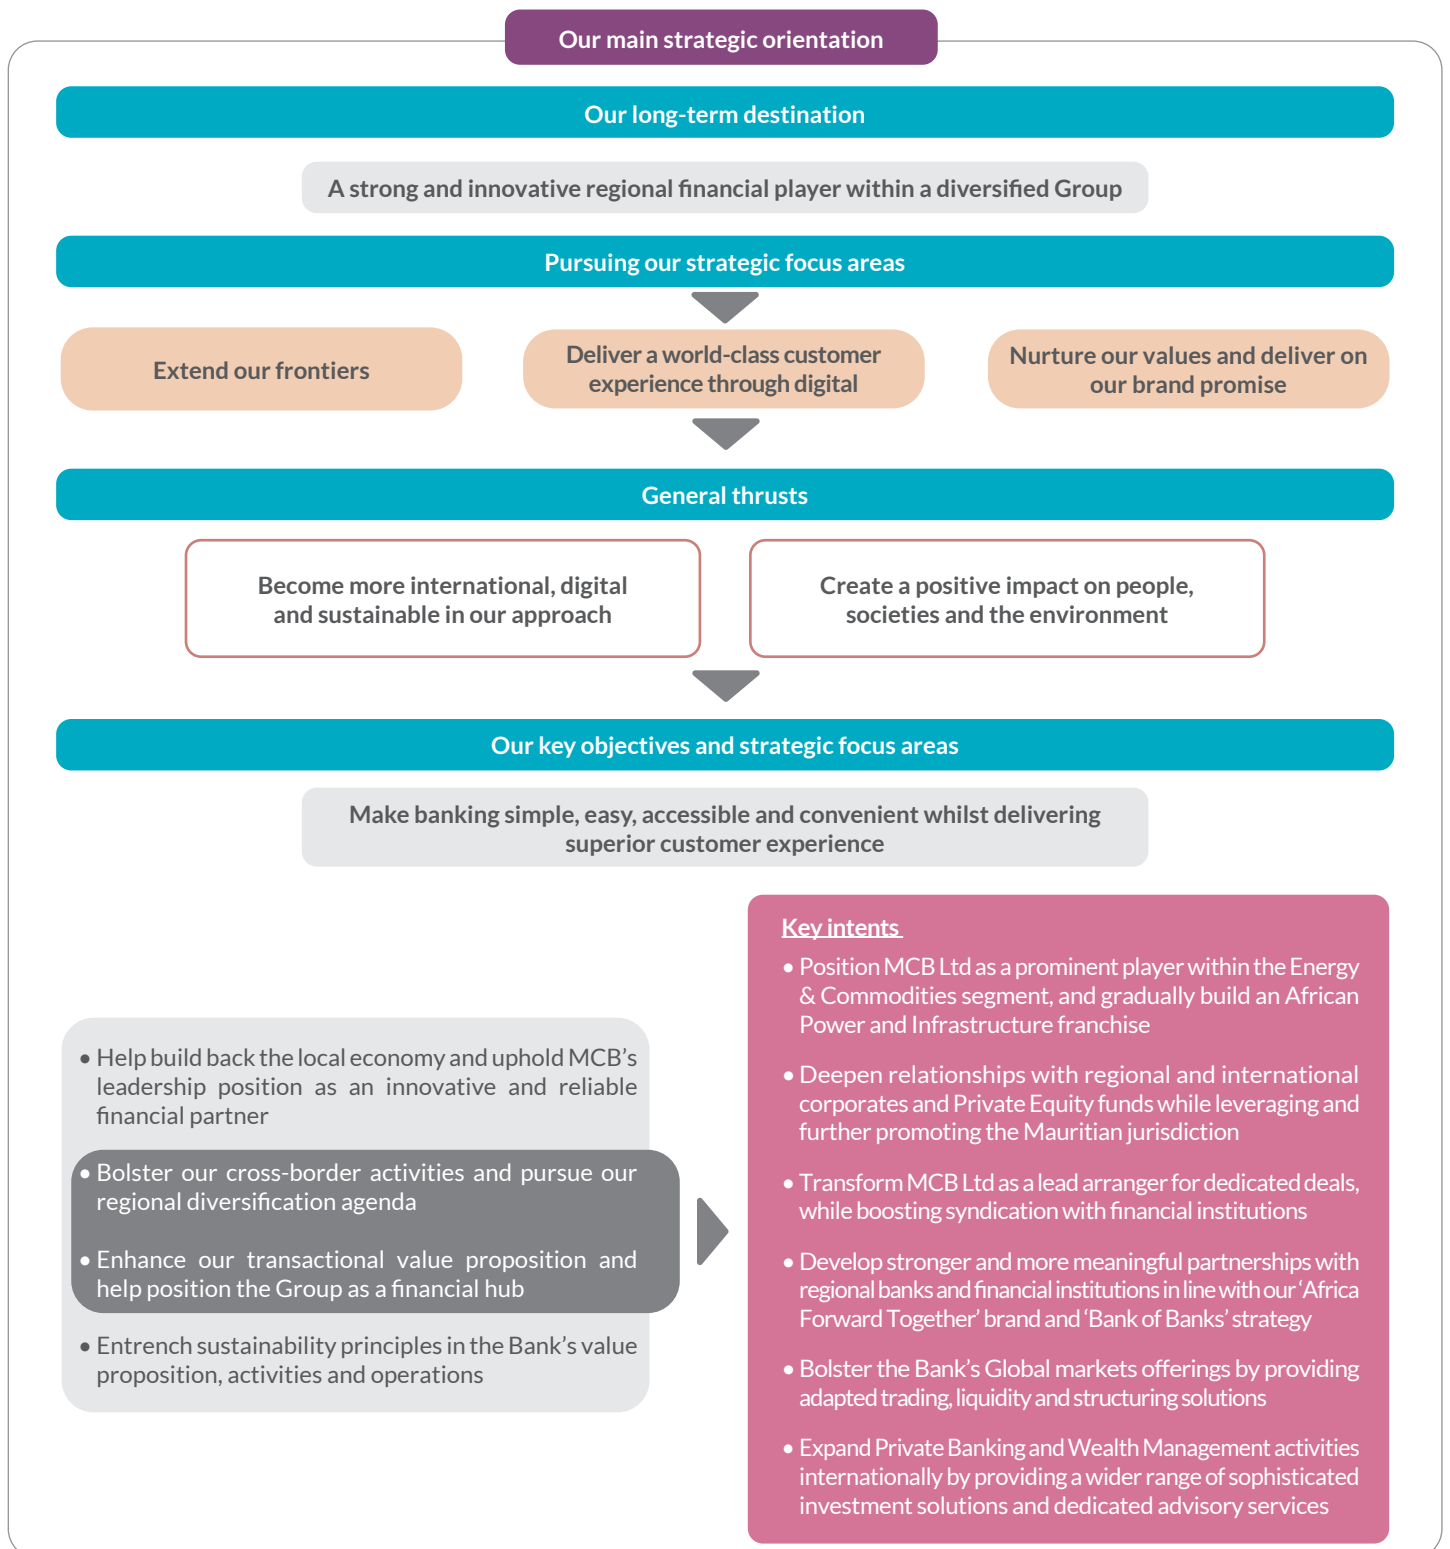 Our main strategic orientation
Our long-term destination
A strong and innovative regional financial player within a diversified Group
Pursuing our strategic focus areas
Extend our frontiers
Deliver a world-class customer
experience through digital
Nurture our values and deliver on
our brand promise
General thrusts
Become more international, digital
and sustainable in our approach
Create a positive impact on people,
societies and the environment
Our key objectives and strategic focus areas
Make banking simple, easy, accessible and convenient whilst delivering
superior customer experience
• Help build back the local economy and uphold MCB's
leadership position as an innovative and reliable
financial partner
• Bolster our cross-border activities and pursue our
regional diversification agenda
• Enhance our transactional value proposition and
help position the Group as a financial hub
• Entrench sustainability principles in the Bank's value
proposition, activities and operations
Key intents
• Position MCB Ltd as a prominent player within the Energy
& Commodities segment, and gradually build an African
Power and Infrastructure franchise
• Deepen relationships with regional and international
corporates and Private Equity funds while leveraging and
further promoting the Mauritian jurisdiction
• Transform MCB Ltd as a lead arranger for dedicated deals,
while boosting syndication with financial institutions
• Develop stronger and more meaningful partnerships with
regional banks and financial institutions in line with our ‘Africa
Forward Together’ brand and ‘Bank of Banks’ strategy
• Bolster the Bank's Global markets offerings by providing
adapted trading, liquidity and structuring solutions
• Expand Private Banking and Wealth Management activities
internationally by providing a wider range of sophisticated
investment solutions and dedicated advisory services